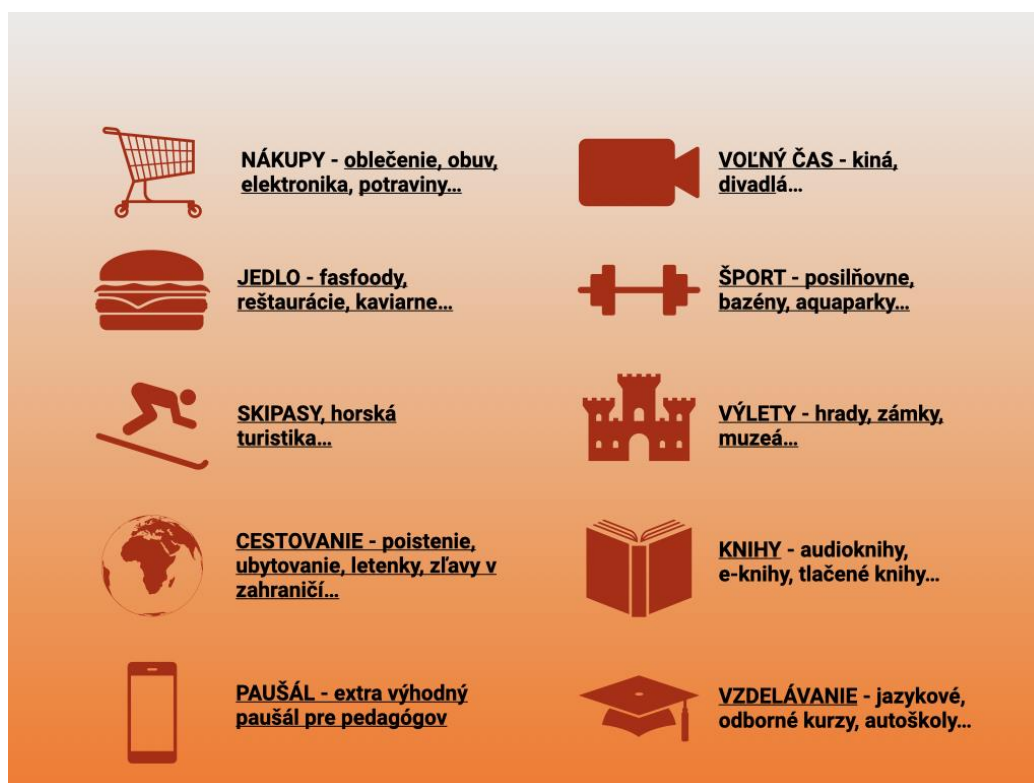 NÁKUPY - oblečenie, obuv,
elektronika, potraviny...
VOĽNÝ ČAS - kiná,
divadlá...
JEDLO - fasfoody,
reštaurácie, kaviarne...
ŠPORT - posilňovne,
bazény, aquaparky...
SKIPASY, horská
turistika...
VÝLETY - hrady, zámky,
muzeá...
CESTOVANIE - poistenie,
ubytovanie, letenky, zľavy v
zahraničí...
KNIHY - audioknihy,
e-knihy, tlačené knihy...
PAUŠÁL - extra výhodný
paušál pre pedagógov
VZDELÁVANIE - jazykové,
odborné kurzy, autoškoly...